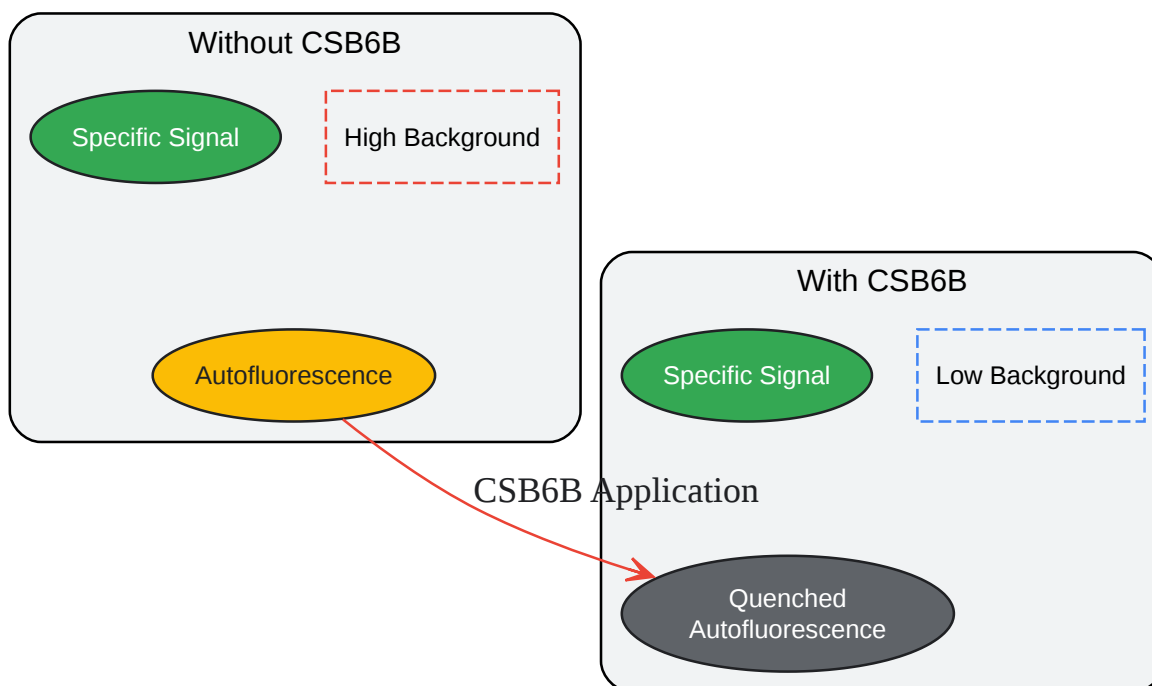 Without CSB6B
Specific Signal
High Background
Autofluorescence
CSB6B Application
With CSB6B
Specific Signal
Low Background
Quenched
Autofluorescence